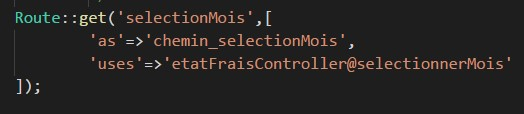 Route::get('selectionMois',[
'as'=>'chemin_selectionMois',
'uses'=>'etatFraisController@selectionnerMois'
]);